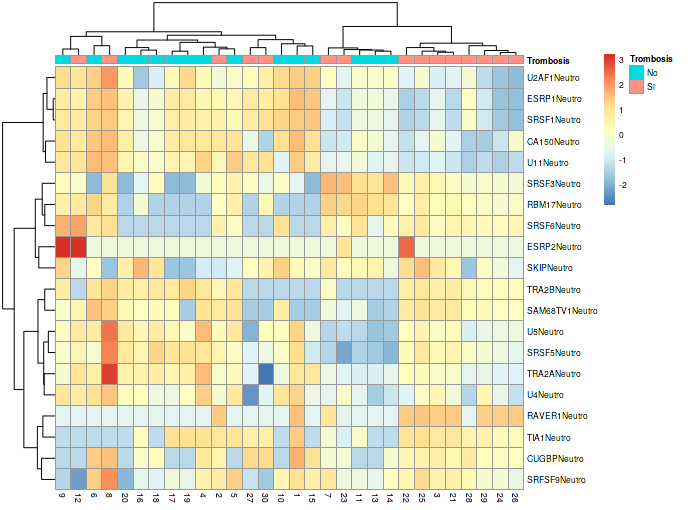 Trombosis
U2AF1Neutro
ESRP1Neutro
SRSF1Neutro
CA150Neutro
U11Neutro
SRSF3Neutro
RBM17Neutro
SRSF6Neutro
ESRP2Neutro
SKIPNeutro
TRA2BNeutro
SAM68TV1Neutro
U5Neutro
SRSF5Neutro
TRA2ANeutro
U4Neutro
RAVER1Neutro
TIA1Neutro
CUGBPNeutro
SRFSF9Neutro
9 12 6 8 20 16 18 17 19 4 2 5 27 30 10 1 15 7 23 11 13 14 22 25 3 21 28 29 24 26
3
2
1
0
-1
-2
Trombosis
No
SI